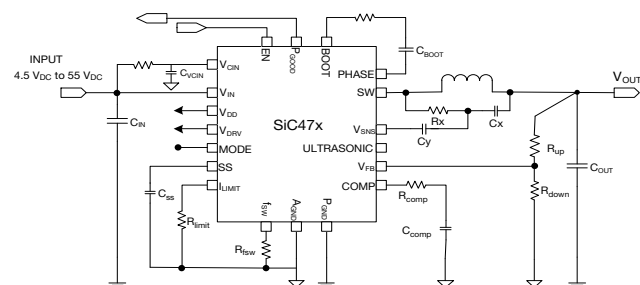 INPUT
4.5 VDC to 55 VDC
CIN
CVCIN
EN
PGOOD
BOOT
CBOOT
VCIN
VIN
VDD
VDRV
MODE
SS
ILIMIT
SiC47x
PHASE
SW
VSNS
ULTRASONIC
VFB
COMP
fSW
AGND
PGND
Css
Rlimit
Rfsw
Rx
Cx
Cy
Rcomp
Ccomp
Rup
Rdown
COUT
VOUT